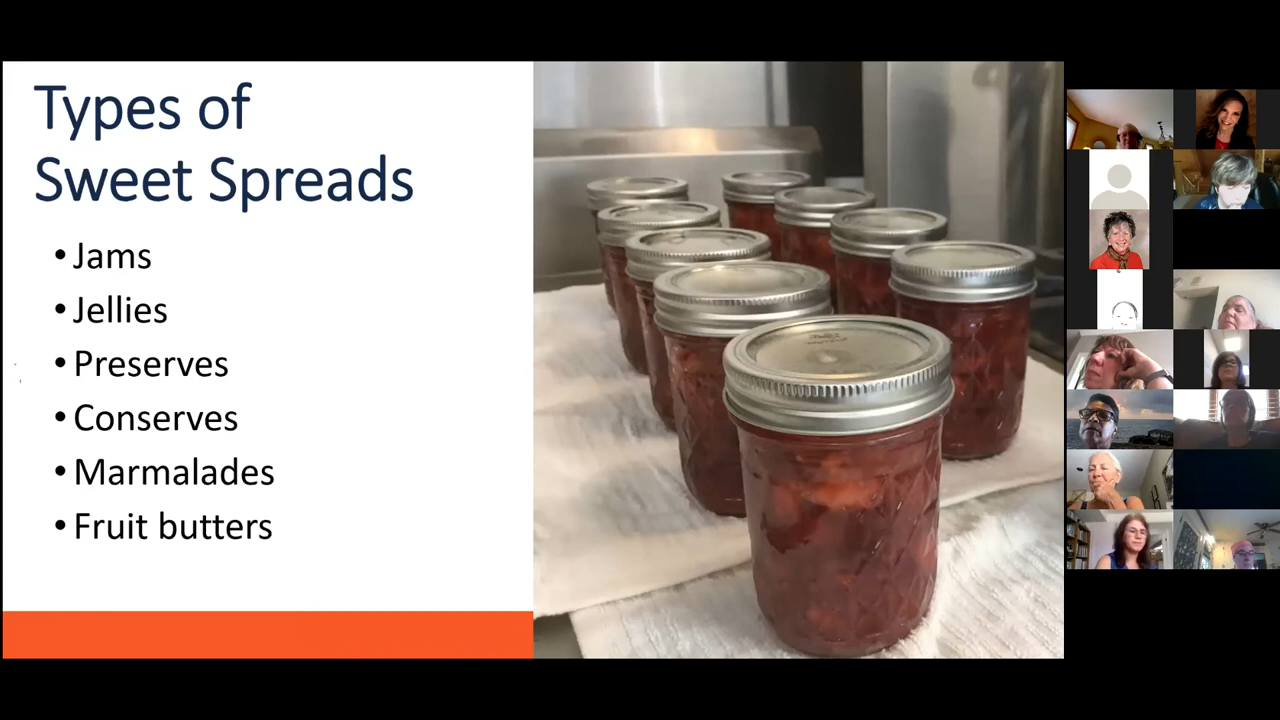 Types of
Sweet Spreads
• Jams
• Jellies
• Preserves
• Conserves
• Marmalades
• Fruit butters